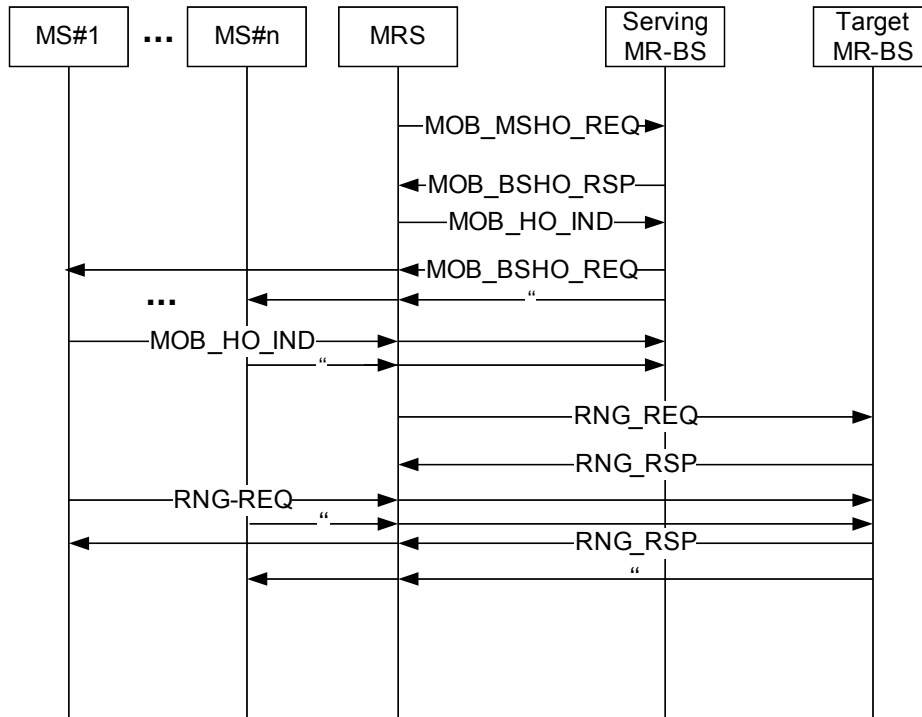 MS#1 ... MS#n MRS Serving MR-BS Target MR-BS
MOB_MSHO_REQ
MOB_BSHO_RSP
MOB_HO_IND
MOB_BSHO_REQ
... “
MOB_HO_IND
“
RNG_REQ
RNG_RSP
RNG-REQ
“
RNG_RSP
“